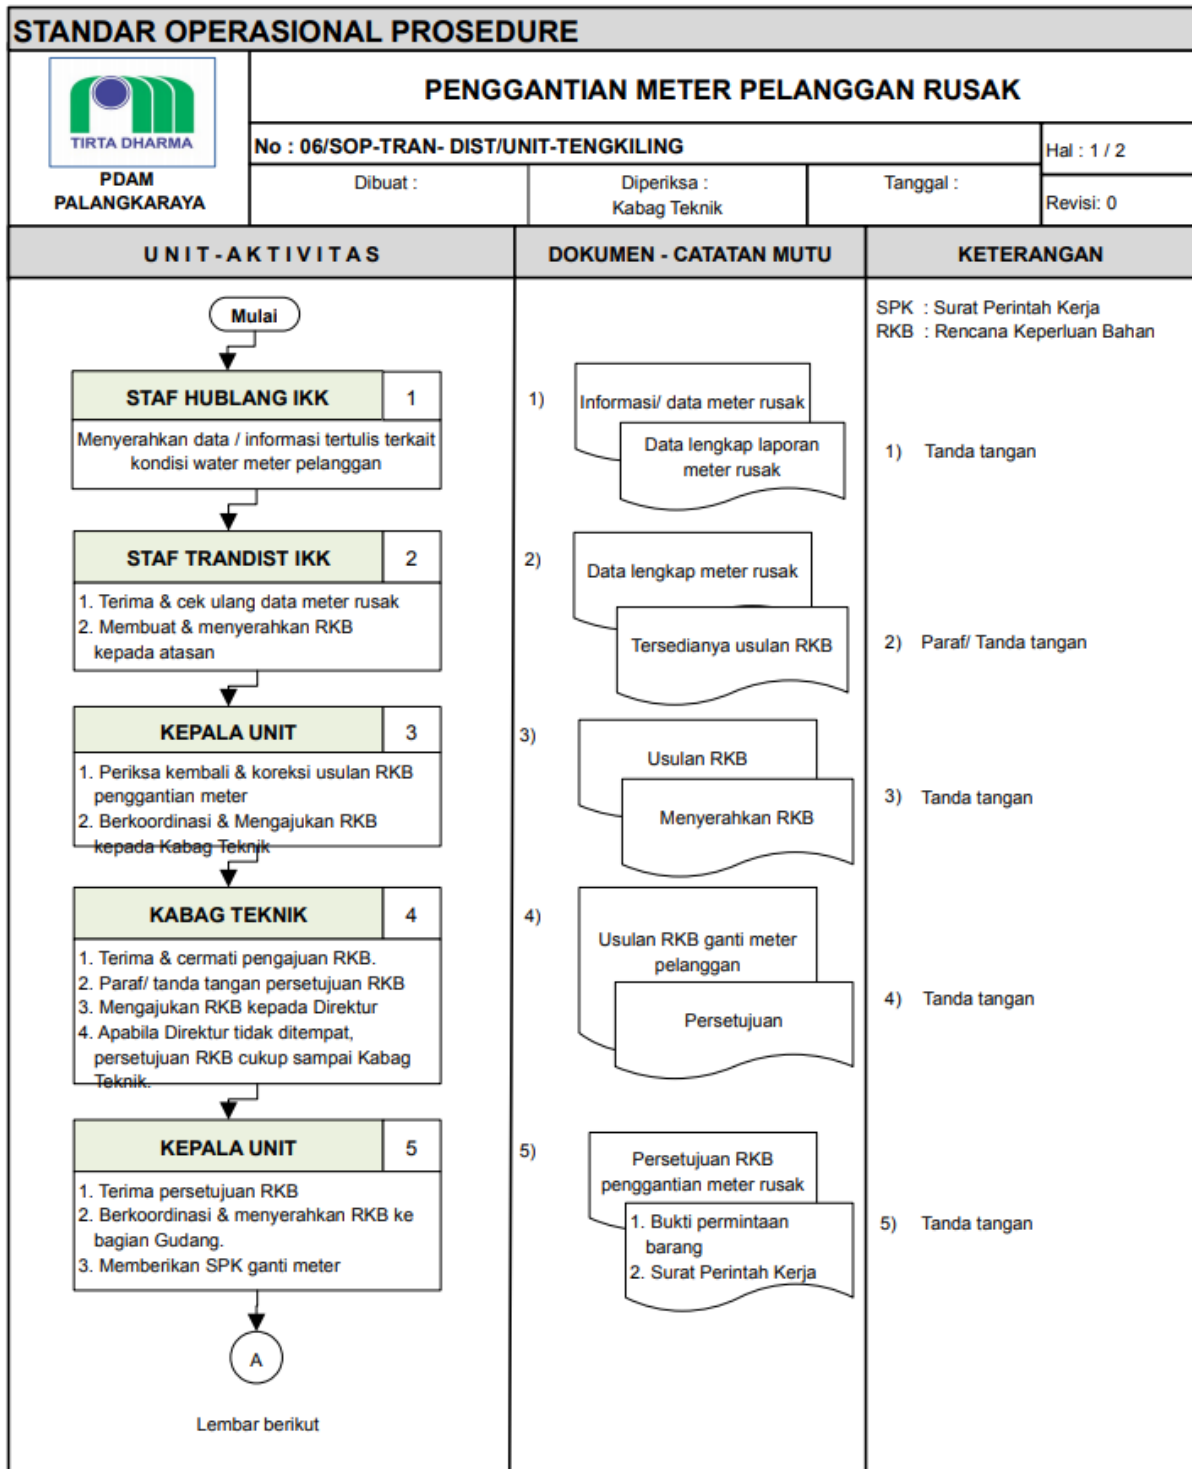 STANDAR OPERASIONAL PROSEDURE
TIRTA DHARMA
PDAM
PALANGKARAYA
PENGGANTIAN METER PELANGGAN RUSAK
No : 06/SOP-TRAN- DIST/UNIT-TENGKILING
Hal : 1 / 2
Dibuat :
Diperiksa :
Kabag Teknik
Tanggal :
Revisi: 0
U N I T - A K T I V I T A S
DOKUMEN - CATATAN MUTU
KETERANGAN
Mulai
STAF HUBLANG IKK
1
Menyerahkan data / informasi tertulis terkait
kondisi water meter pelanggan
STAF TRANDIST IKK
2
1. Terima & cek ulang data meter rusak
2. Membuat & menyerahkan RKB
kepada atasan
KEPALA UNIT
3
1. Periksa kembali & koreksi usulan RKB
penggantian meter
2. Berkoordinasi & Mengajukan RKB
kepada Kabag Teknik
KABAG TEKNIK
4
1. Terima & cermati pengajuan RKB.
2. Paraf/ tanda tangan persetujuan RKB
3. Mengajukan RKB kepada Direktur
4. Apabila Direktur tidak ditempat,
persetujuan RKB cukup sampai Kabag
Teknik.
KEPALA UNIT
5
1. Terima persetujuan RKB
2. Berkoordinasi & menyerahkan RKB ke
bagian Gudang.
3. Memberikan SPK ganti meter
A
Lembar berikut
1)
Informasi/ data meter rusak
Data lengkap laporan
meter rusak
2)
Data lengkap meter rusak
Tersedianya usulan RKB
3)
Usulan RKB
Menyerahkan RKB
4)
Usulan RKB ganti meter
pelanggan
Persetujuan
5)
Persetujuan RKB
penggantian meter rusak
1. Bukti permintaan
barang
2. Surat Perintah Kerja
SPK : Surat Perintah Kerja
RKB : Rencana Keperluan Bahan
1) Tanda tangan
2) Paraf/ Tanda tangan
3) Tanda tangan
4) Tanda tangan
5) Tanda tangan